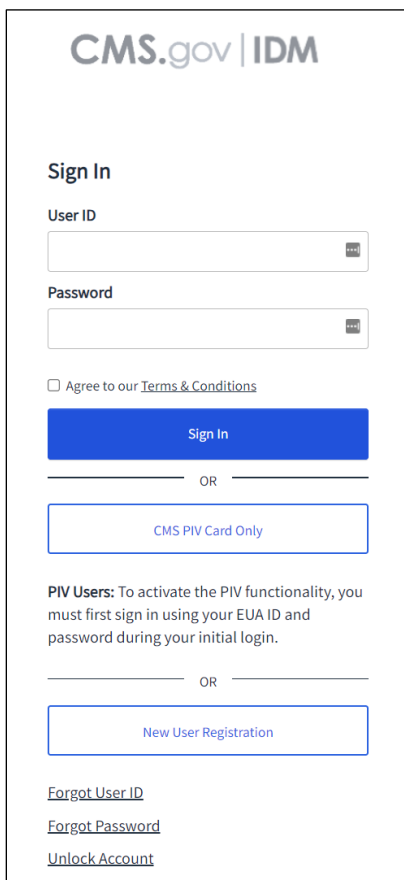 CMS.gov | IDM
Sign In
User ID
Password
Agree to our Terms & Conditions
Sign In
OR
CMS PIV Card Only
PIV Users: To activate the PIV functionality, you
must first sign in using your EUA ID and
password during your initial login.
OR
New User Registration
Forgot User ID
Forgot Password
Unlock Account